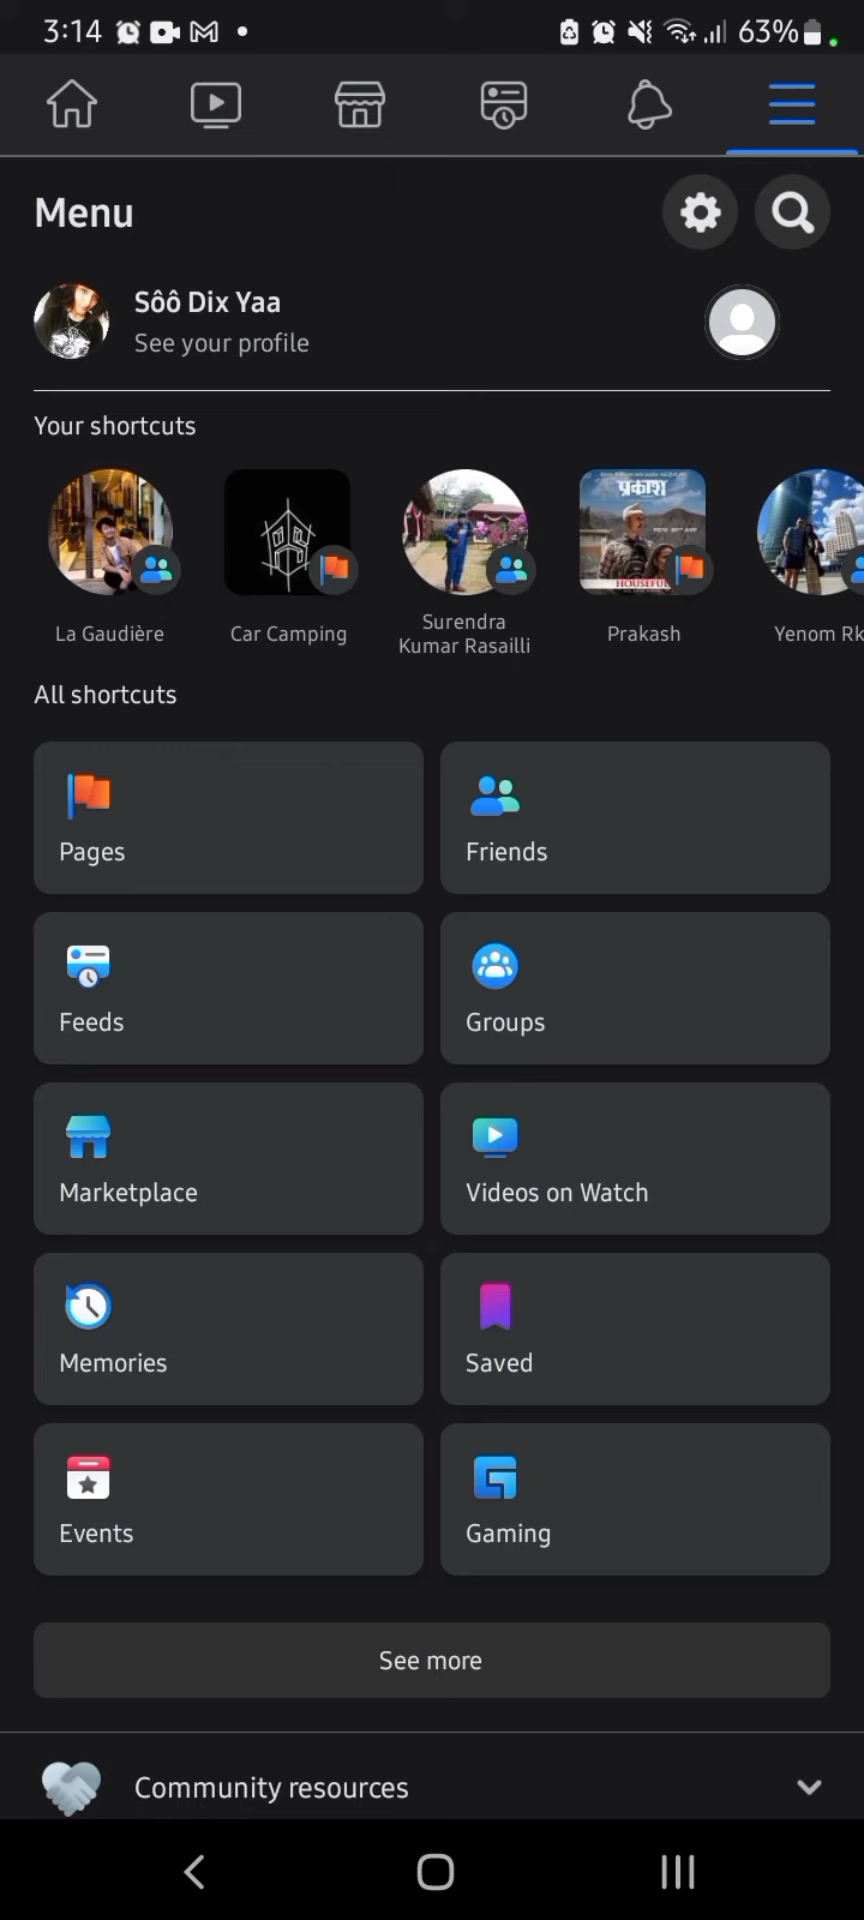 3:14 63%
Menu
Sôô Dix Yaa
See your profile
Your shortcuts
प्रकाश
HOUSEFUL
La Gaudière
Car Camping
Surendra
Kumar Rasailli
Prakash
Yenom Rk
All shortcuts
Pages
Friends
Feeds
Groups
Marketplace
Videos on Watch
Memories
Saved
Events
Gaming
See more
Community resources